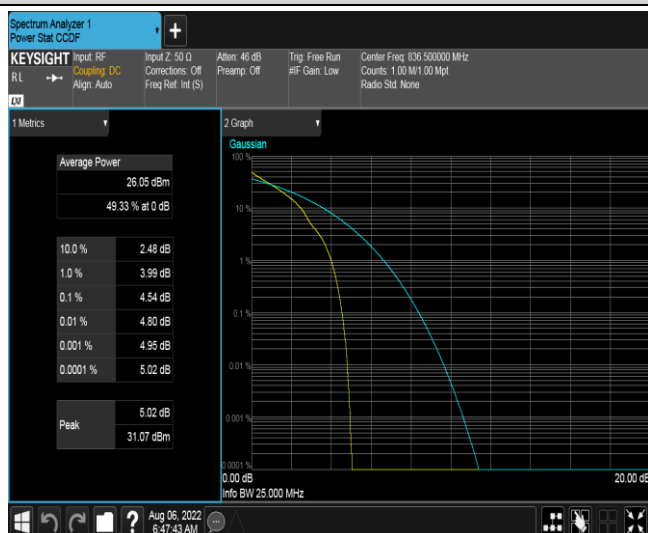 Spectrum Analyzer 1
Power Stat CCDF
+
KEYSIGHT
RL
LXI
Input: RF
Coupling: DC
Align: Auto
Input Z: 50 Ω
Corrections: Off
Freq Ref: Int (S)
Atten: 46 dB
Preamp: Off
Trig: Free Run
#IF Gain: Low
Center Freq: 836.500000 MHz
Counts: 1.00 M/1.00 Mpt
Radio Std: None
1 Metrics
Average Power
26.05 dBm
49.33 % at 0 dB
10.0 % 2.48 dB
1.0 % 3.99 dB
0.1 % 4.54 dB
0.01 % 4.80 dB
0.001 % 4.95 dB
0.0001 % 5.02 dB
Peak
5.02 dB
31.07 dBm
2 Graph
Gaussian
100 %
10 %
1 %
0.1 %
0.01 %
0.001 %
0.0001 %
0.00 dB 20.00 dB
Info BW 25.000 MHz
?
Aug 06, 2022
6:47:43 AM